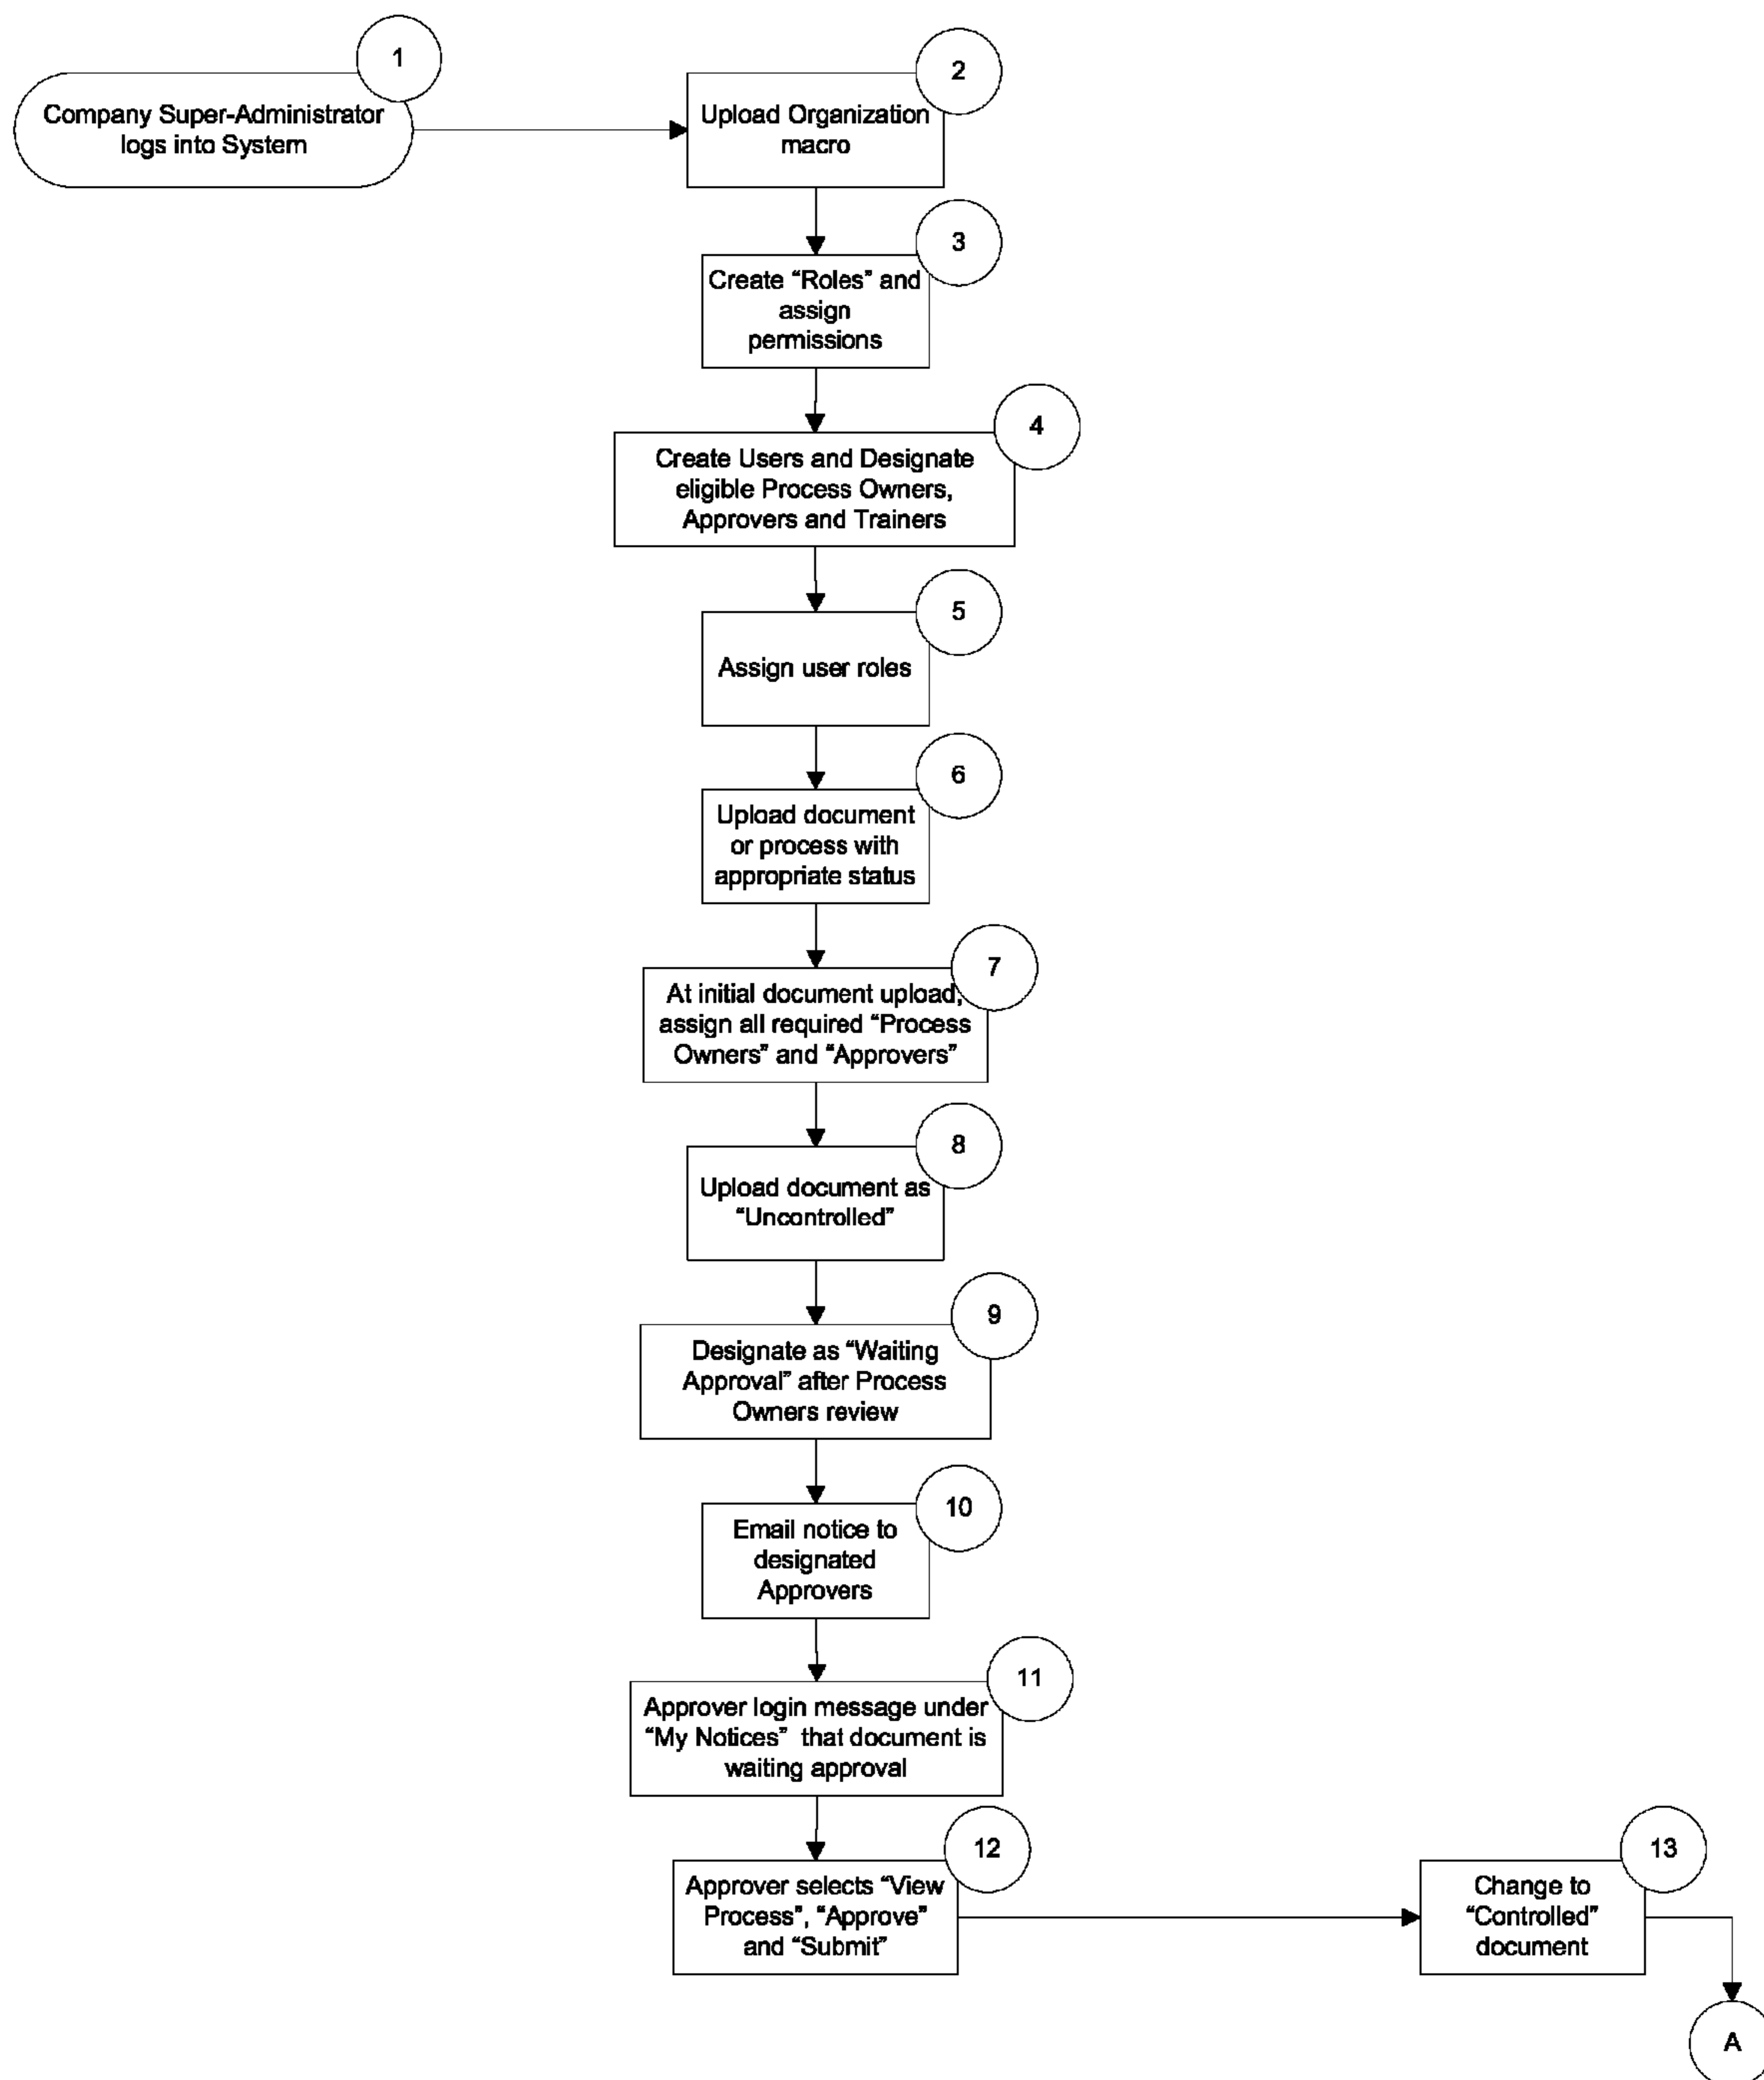 1
Company Super-Administrator
logs into System
2
Upload Organization
macro
3
Create “Roles” and
assign
permissions
4
Create Users and Designate
eligible Process Owners,
Approvers and Trainers
5
Assign user roles
6
Upload document
or process with
appropriate status
7
At initial document upload,
assign all required “Process
Owners” and “Approvers”
8
Upload document as
“Uncontrolled”
9
Designate as “Waiting
Approval” after Process
Owners review
10
Email notice to
designated
Approvers
11
Approver login message under
“My Notices” that document is
waiting approval
12
Approver selects “View
Process”, “Approve”
and “Submit”
13
Change to
“Controlled”
document
A